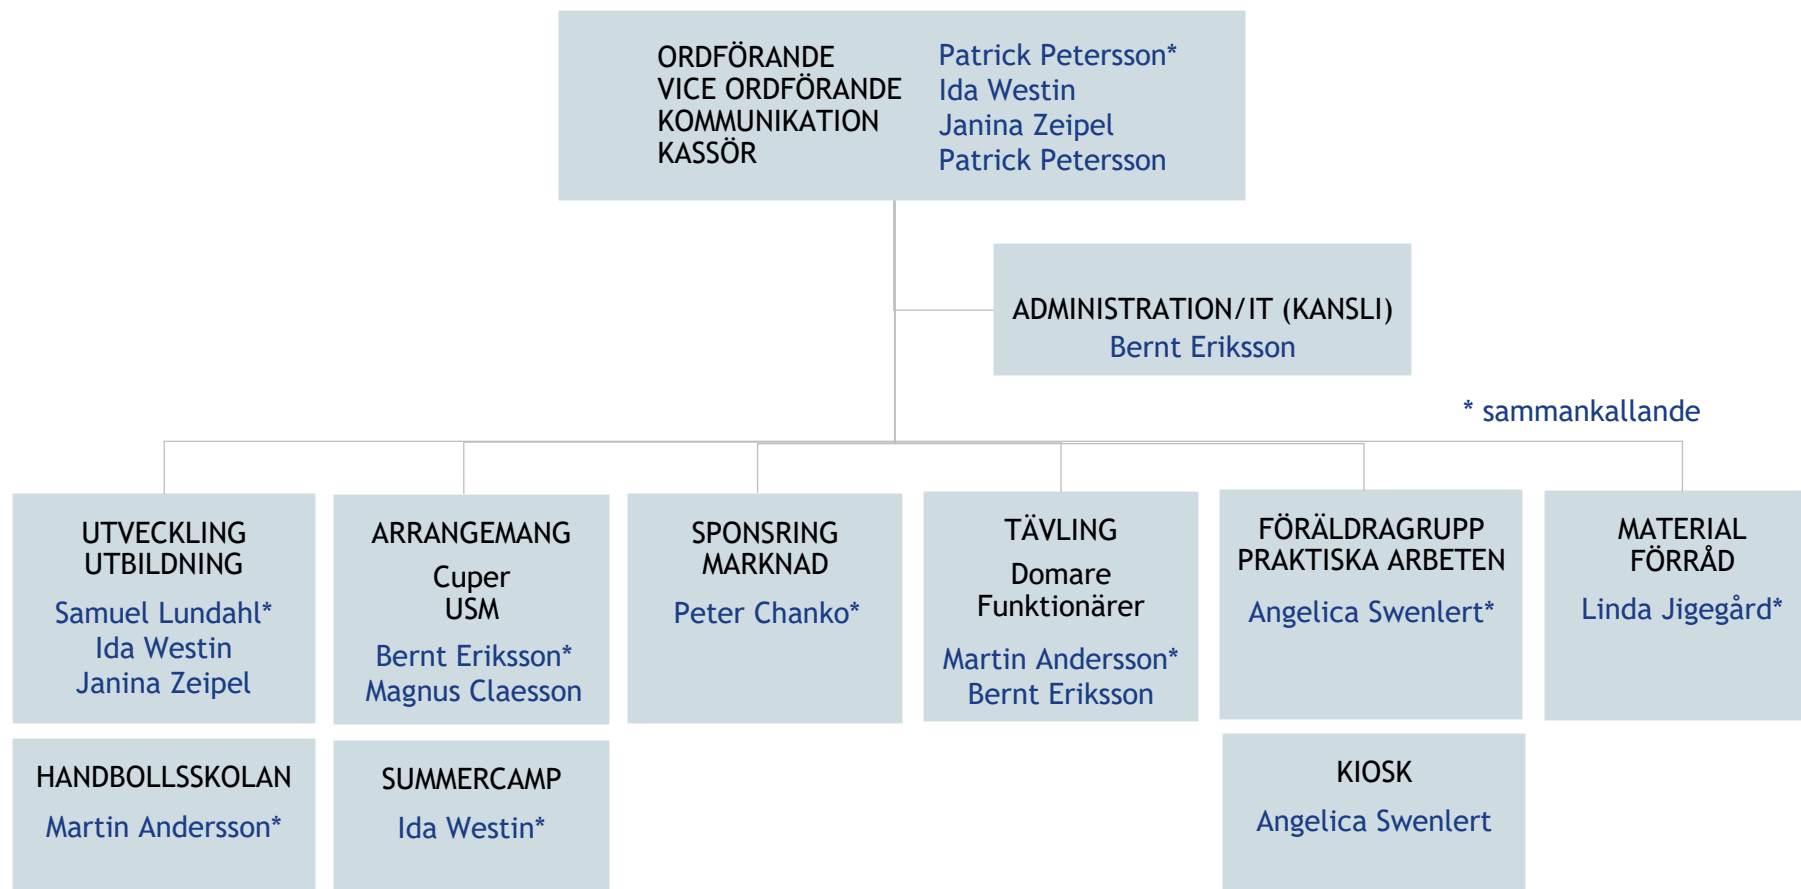 ORDFÖRANDE Patrick Petersson*
VICE ORDFÖRANDE Ida Westin
KOMMUNIKATION Janina Zeipel
KASSÖR Patrick Petersson
ADMINISTRATION/IT (KANSLI)
Bernt Eriksson
* sammankallande
UTVECKLING
UTBILDNING
Samuel Lundahl*
Ida Westin
Janina Zeipel
ARRANGEMANG
Cuper
USM
Bernt Eriksson*
Magnus Claesson
SPONSRING
MARKNAD
Peter Chanko*
TÄVLING
Domare
Funktionärer
Martin Andersson*
Bernt Eriksson
FÖRÄLDRAGRUPP
PRAKTISKA ARBETEN
Angelica Swenlert*
MATERIAL
FÖRRÅD
Linda Jigegård*
HANDBOLLSSKOLAN
Martin Andersson*
SUMMERCAMP
Ida Westin*
KIOSK
Angelica Swenlert